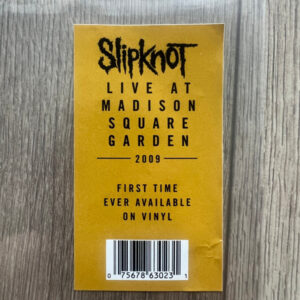 SLIPKNOT
LIVE AT
MADISON
SQUARE
GARDEN
2009
FIRST TIME
EVER AVAILABLE
ON VINYL
0 75678 63023 1